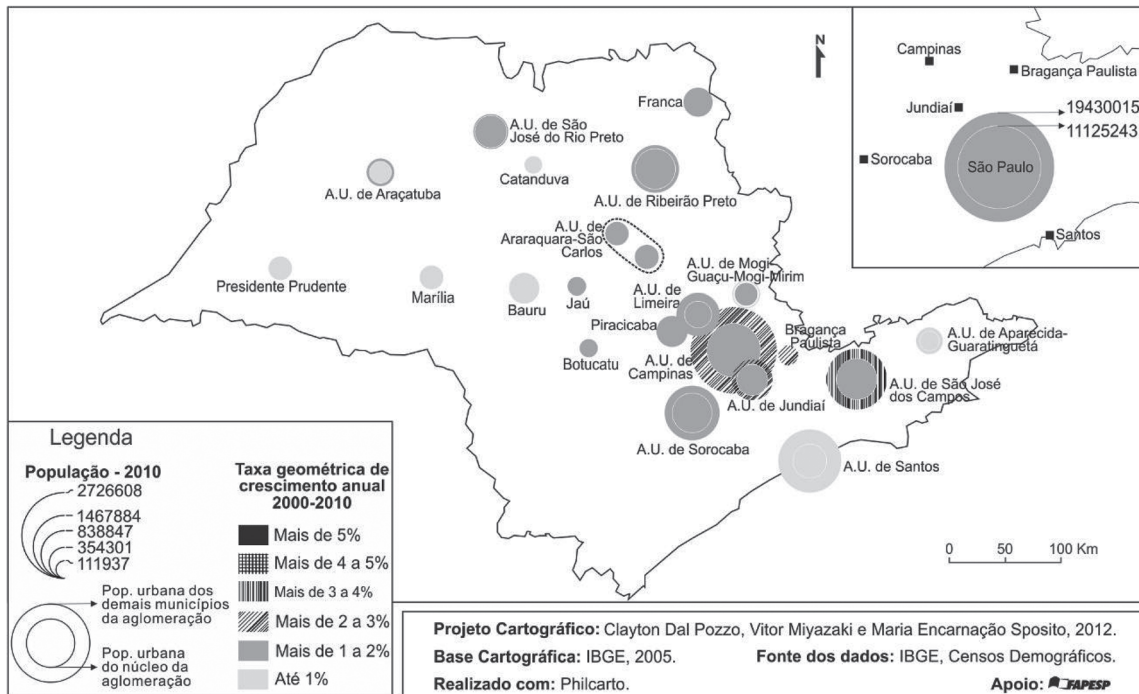 N
Franca
A.U. de São
José do Rio Preto
Catanduva
A.U. de Araçatuba
A.U. de Ribeirão Preto
A.U. de
Araraquara-São
Carlos
A.U. de Mogi-
Guaçu-Mogi-Mirim
Presidente Prudente
Marília
Bauru
Jaú
A.U. de
Limeira
Piracicaba
Bragança
Paulista
A.U. de Aparecida-
Guaratinguetá
Botucatu
A.U. de
Campinas
A.U. de São José
dos Campos
A.U. de Jundiaí
A.U. de Sorocaba
A.U. de Santos
0 50 100 Km
Campinas
Bragança Paulista
Jundiaí
19430015
11125243
Sorocaba
São Paulo
Santos
Legenda
População - 2010
2726608
1467884
838847
354301
111937
Pop. urbana dos
demais municípios
da aglomeração
Pop. urbana
do núcleo da
aglomeração
Taxa geométrica de
crescimento anual
2000-2010
Mais de 5%
Mais de 4 a 5%
Mais de 3 a 4%
Mais de 2 a 3%
Mais de 1 a 2%
Até 1%
Projeto Cartográfico: Clayton Dal Pozzo, Vitor Miyazaki e Maria Encarnação Sposito, 2012.
Base Cartográfica: IBGE, 2005. Fonte dos dados: IBGE, Censos Demográficos.
Realizado com: Philcarto. Apoio: FAPESP